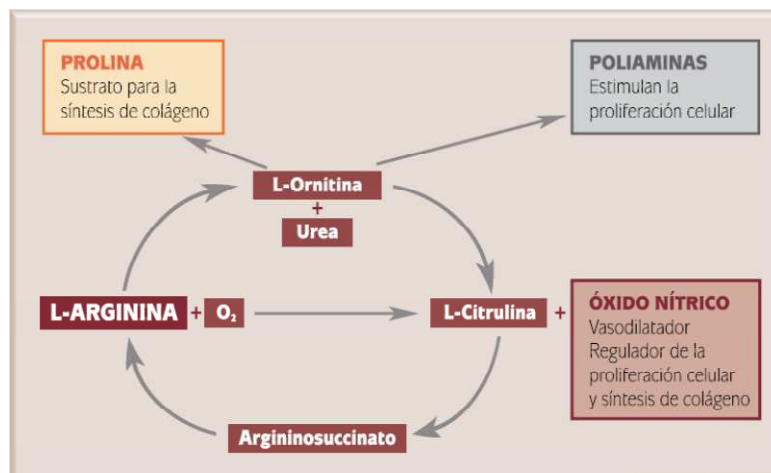 PROLINA
Sustrato para la
síntesis de colágeno
POLIAMINAS
Estimulan la
proliferación celular
L-Ornitina
+
Urea
L-ARGININA + O₂
L-Citrulina +
ÓXIDO NÍTRICO
Vasodilatador
Regulador de la
proliferación celular
y síntesis de colágeno
Argininosuccinato